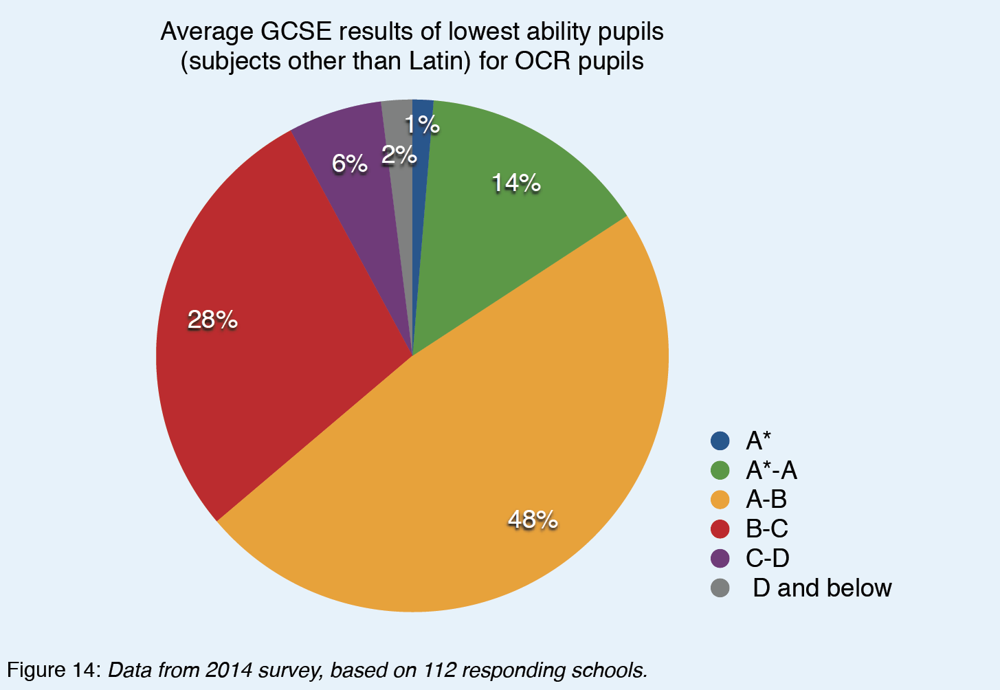 Average GCSE results of lowest ability pupils
(subjects other than Latin) for OCR pupils
1%
2%
6%
14%
28%
48%
A*
A*-A
A-B
B-C
C-D
D and below
Figure 14: Data from 2014 survey, based on 112 responding schools.